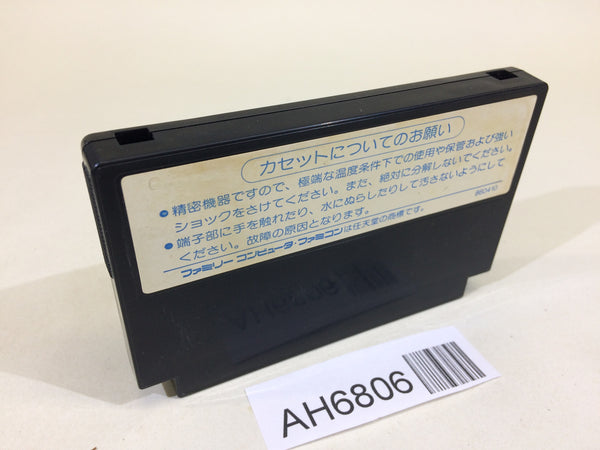 カセットについてのお願い
●精密機器ですので、極端な温度条件下での使用や保管および強い
ショックをさけてください。また、絶対に分解しないでください。
●端子部に手を触れたり、水にぬらしたりして汚さないようにして
ください。故障の原因となります。
860410
ファミリーコンピュータ・ファミコンは任天堂の商標です。
AH6806